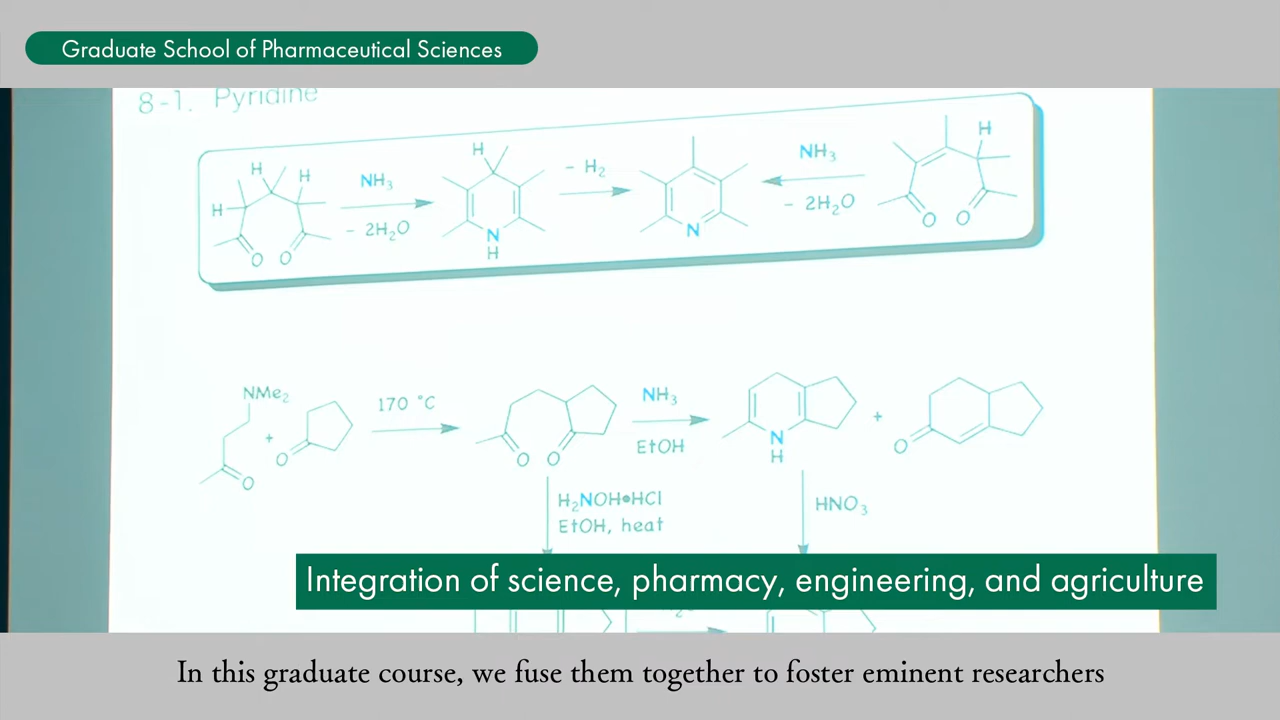 Graduate School of Pharmaceutical Sciences
8-1. Pyridine
H
H
H
O
O
NH₃
- 2H₂O
H
N
H
- H₂
N
NH₃
- 2H₂O
H
O
O
NMe₂
+
O
O
170 °C
O
O
NH₃
EtOH
N
H
+
O
H₂NOH•HCl
EtOH, heat
HNO₃
Integration of science, pharmacy, engineering, and agriculture
In this graduate course, we fuse them together to foster eminent researchers